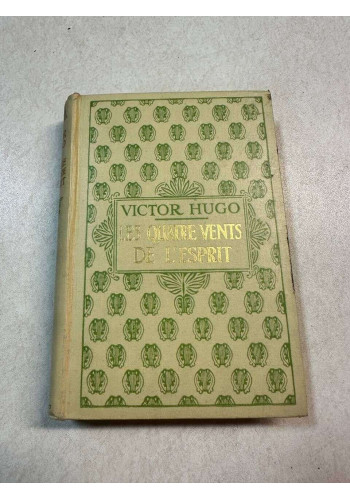 VICTOR HUGO
LES QUATRE VENTS
DE L'ESPRIT